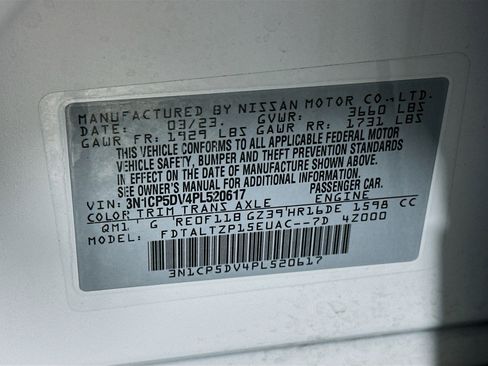 MANUFACTURED BY NISSAN MOTOR CO., LTD.
DATE: 03/23 GVWR: 3660 LBS
GAWR FR: 1929 LBS GAWR RR: 1731 LBS
THIS VEHICLE CONFORMS TO ALL APPLICABLE FEDERAL MOTOR
VEHICLE SAFETY, BUMPER AND THEFT PREVENTION STANDARDS
IN EFFECT ON THE DATE OF MANUFACTURE SHOWN ABOVE.
SEE OWNER'S MANUAL.
VIN: 3N1CP5DV4PL520617 PASSENGER CAR
COLOR TRIM TRANS AXLE ENGINE
QM1 G RE0F11B GZ39 HR16DE 1598 CC
MODEL: FDTALTZP15EUAC--7D 4Z000
3N1CP5DV4PL520617